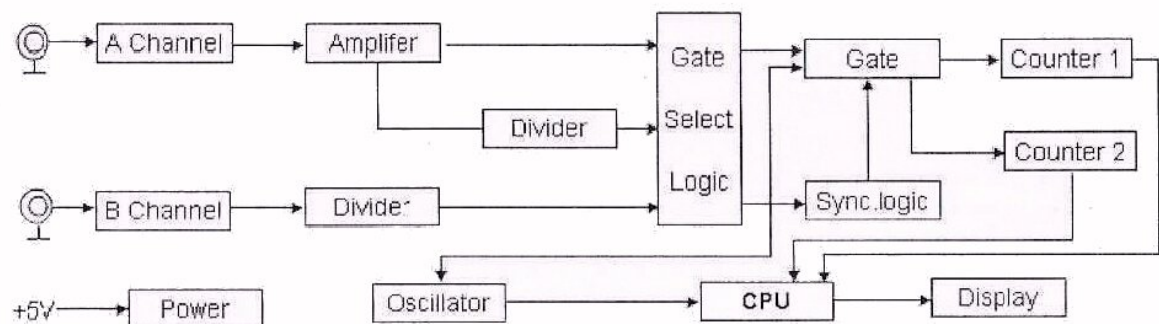 A Channel
Amplifer
Gate
Select
Logic
Gate
Counter 1
Divider
Counter 2
B Channel
Divider
Sync.logic
+5V
Power
Oscillator
CPU
Display